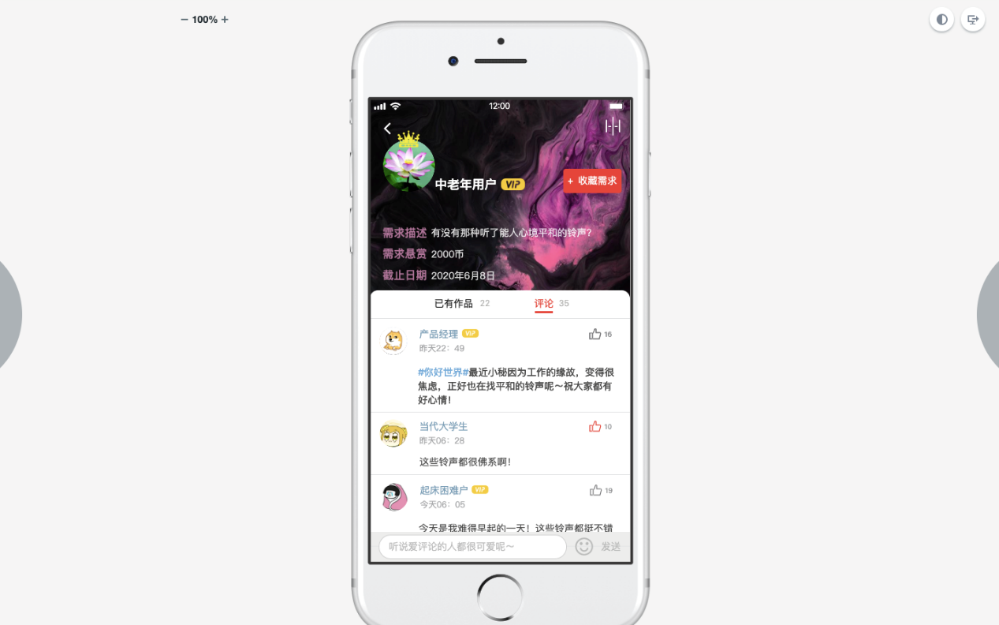 − 100% +
12:00
中老年用户 VIP
+ 收藏需求
需求描述 有没有那种听了能人心境平和的铃声?
需求悬赏 2000币
截止日期 2020年6月8日
已有作品 22 评论 35
产品经理 VIP 16
昨天22：49
#你好世界#最近小秘因为工作的缘故，变得很
焦虑，正好也在找平和的铃声呢～祝大家都有
好心情！
当代大学生 10
昨天06：28
这些铃声都很佛系啊！
起床困难户 VIP 19
今天06：05
今天是我难得早起的一天！这些铃声都挺不错
听说爱评论的人都很可爱呢～ 发送